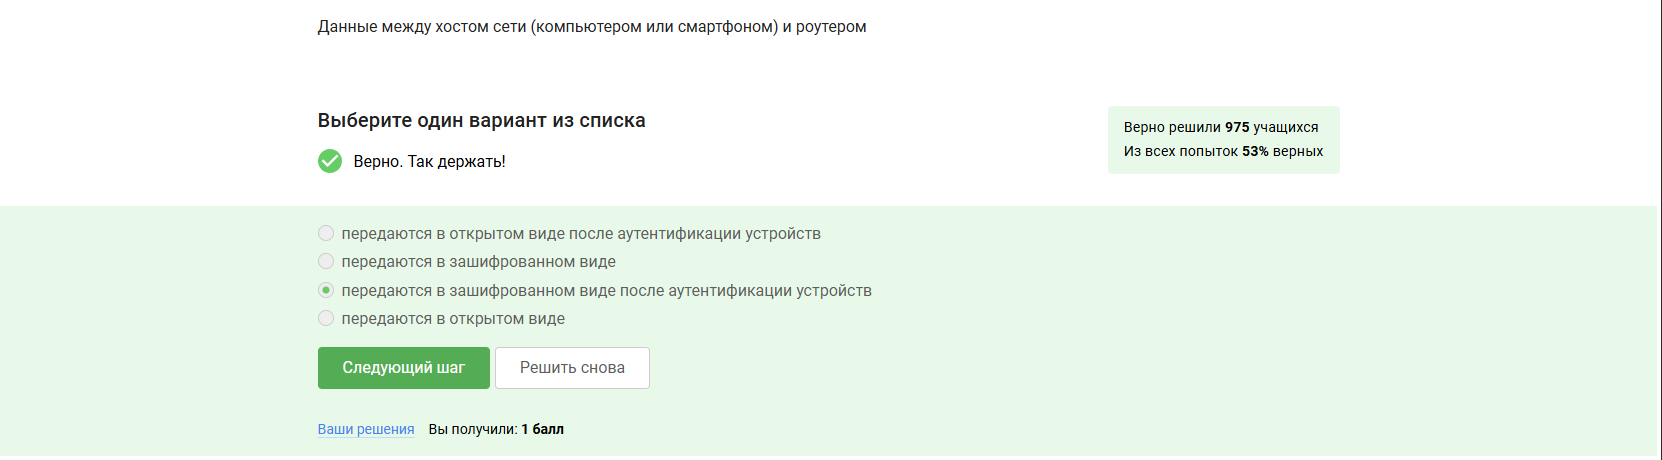 Данные между хостом сети (компьютером или смартфоном) и роутером
Выберите один вариант из списка
Верно. Так держать!
Верно решили 975 учащихся
Из всех попыток 53% верных
передаются в открытом виде после аутентификации устройств
передаются в зашифрованном виде
передаются в зашифрованном виде после аутентификации устройств
передаются в открытом виде
Следующий шаг
Решить снова
Ваши решения Вы получили: 1 балл